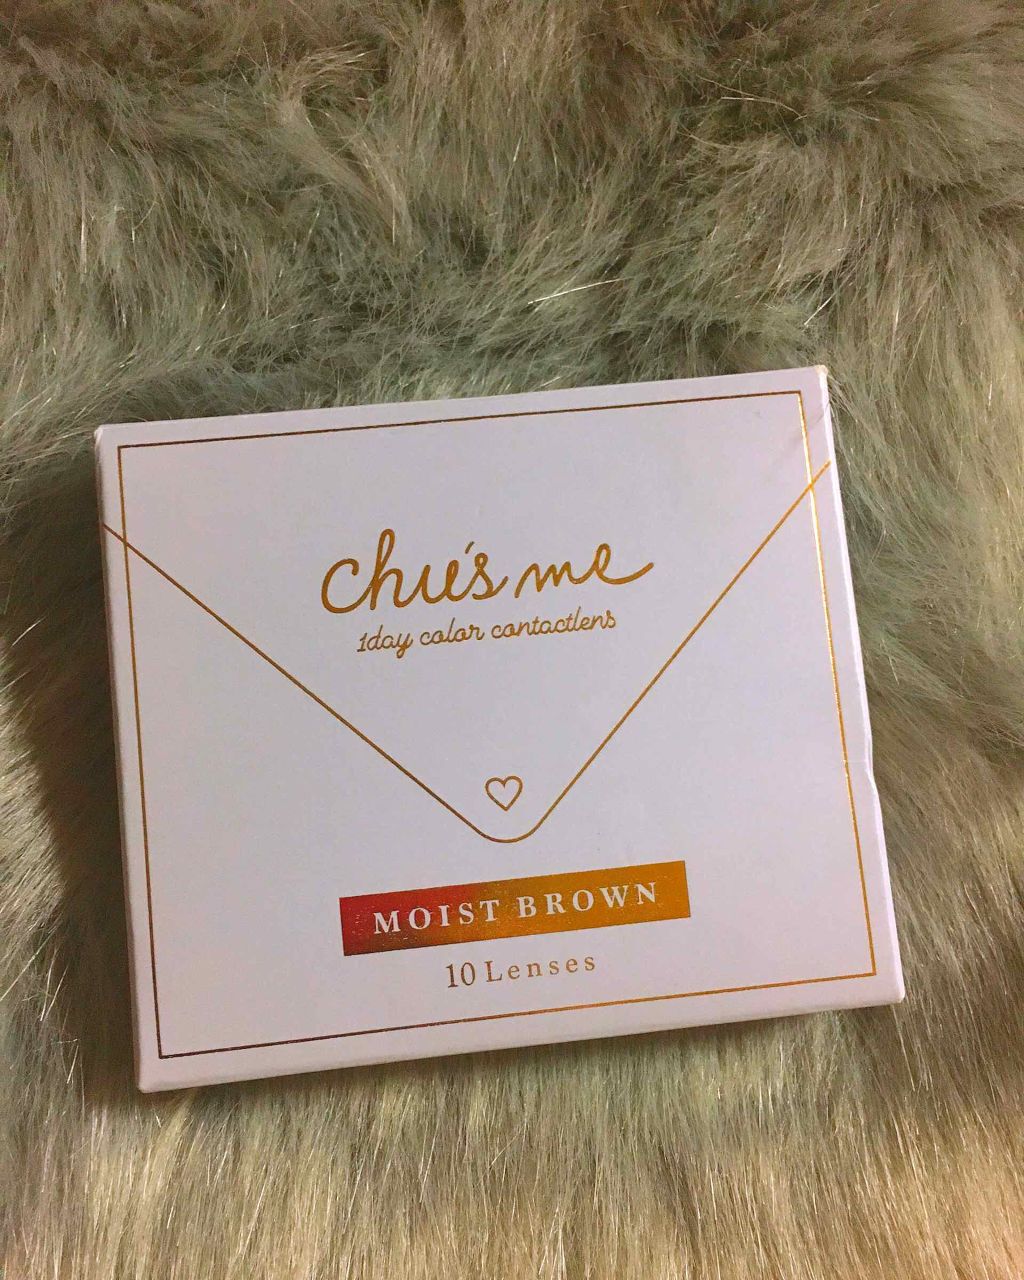 chu's me
1day color contactlens
MOIST BROWN
10 Lenses